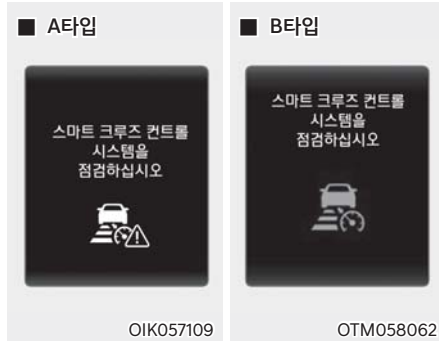 ■ A타입
스마트 크루즈 컨트롤
시스템을
점검하십시오
OIK057109
■ B타입
스마트 크루즈 컨트롤
시스템을
점검하십시오
OTM058062